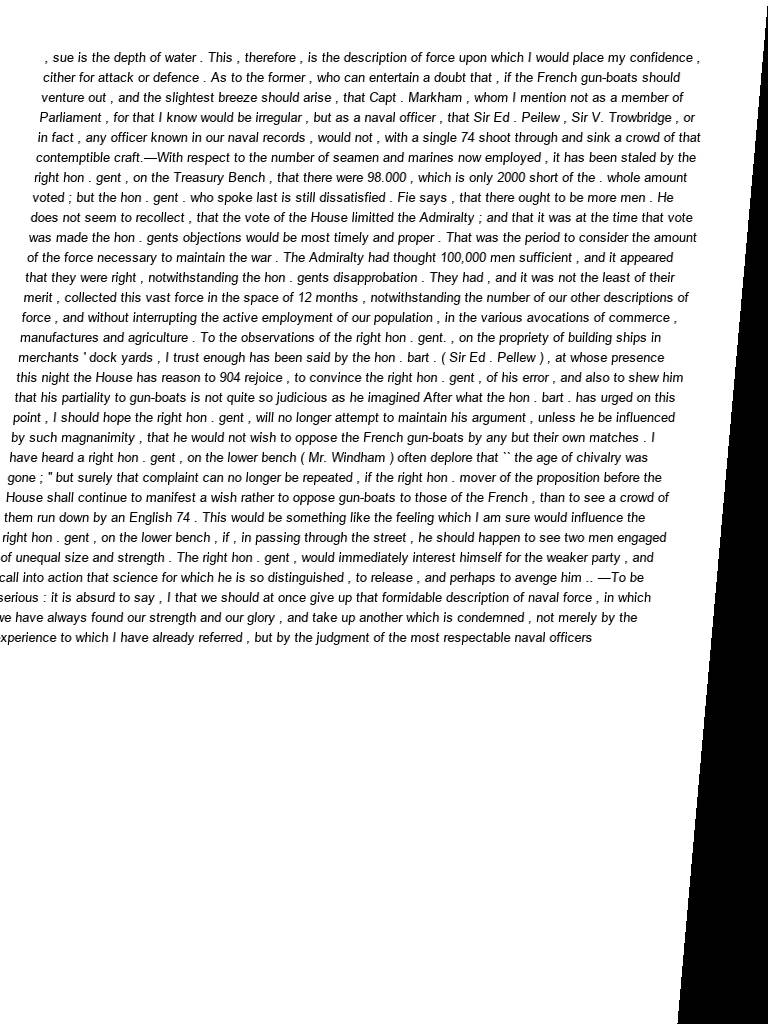 , sue is the depth of water . This , therefore , is the description of force upon which I would place my confidence ,
cither for attack or defence . As to the former , who can entertain a doubt that , if the French gun-boats should
venture out , and the slightest breeze should arise , that Capt . Markham , whom I mention not as a member of
Parliament , for that I know would be irregular , but as a naval officer , that Sir Ed . Peilew , Sir V. Trowbridge , or
in fact , any officer known in our naval records , would not , with a single 74 shoot through and sink a crowd of that
contemptible craft.—With respect to the number of seamen and marines now employed , it has been staled by the
right hon . gent , on the Treasury Bench , that there were 98.000 , which is only 2000 short of the . whole amount
voted ; but the hon . gent . who spoke last is still dissatisfied . Fie says , that there ought to be more men . He
does not seem to recollect , that the vote of the House limitted the Admiralty ; and that it was at the time that vote
was made the hon . gents objections would be most timely and proper . That was the period to consider the amount
of the force necessary to maintain the war . The Admiralty had thought 100,000 men sufficient , and it appeared
that they were right , notwithstanding the hon . gents disapprobation . They had , and it was not the least of their
merit , collected this vast force in the space of 12 months , notwithstanding the number of our other descriptions of
force , and without interrupting the active employment of our population , in the various avocations of commerce ,
manufactures and agriculture . To the observations of the right hon . gent. , on the propriety of building ships in
merchants ' dock yards , I trust enough has been said by the hon . bart . ( Sir Ed . Pellew ) , at whose presence
this night the House has reason to 904 rejoice , to convince the right hon . gent , of his error , and also to shew him
that his partiality to gun-boats is not quite so judicious as he imagined After what the hon . bart . has urged on this
point , I should hope the right hon . gent , will no longer attempt to maintain his argument , unless he be influenced
by such magnanimity , that he would not wish to oppose the French gun-boats by any but their own matches . I
have heard a right hon . gent , on the lower bench ( Mr. Windham ) often deplore that `` the age of chivalry was
gone ; '' but surely that complaint can no longer be repeated , if the right hon . mover of the proposition before the
House shall continue to manifest a wish rather to oppose gun-boats to those of the French , than to see a crowd of
them run down by an English 74 . This would be something like the feeling which I am sure would influence the
right hon . gent , on the lower bench , if , in passing through the street , he should happen to see two men engaged
of unequal size and strength . The right hon . gent , would immediately interest himself for the weaker party , and
call into action that science for which he is so distinguished , to release , and perhaps to avenge him .. —To be
serious : it is absurd to say , I that we should at once give up that formidable description of naval force , in which
we have always found our strength and our glory , and take up another which is condemned , not merely by the
experience to which I have already referred , but by the judgment of the most respectable naval officers